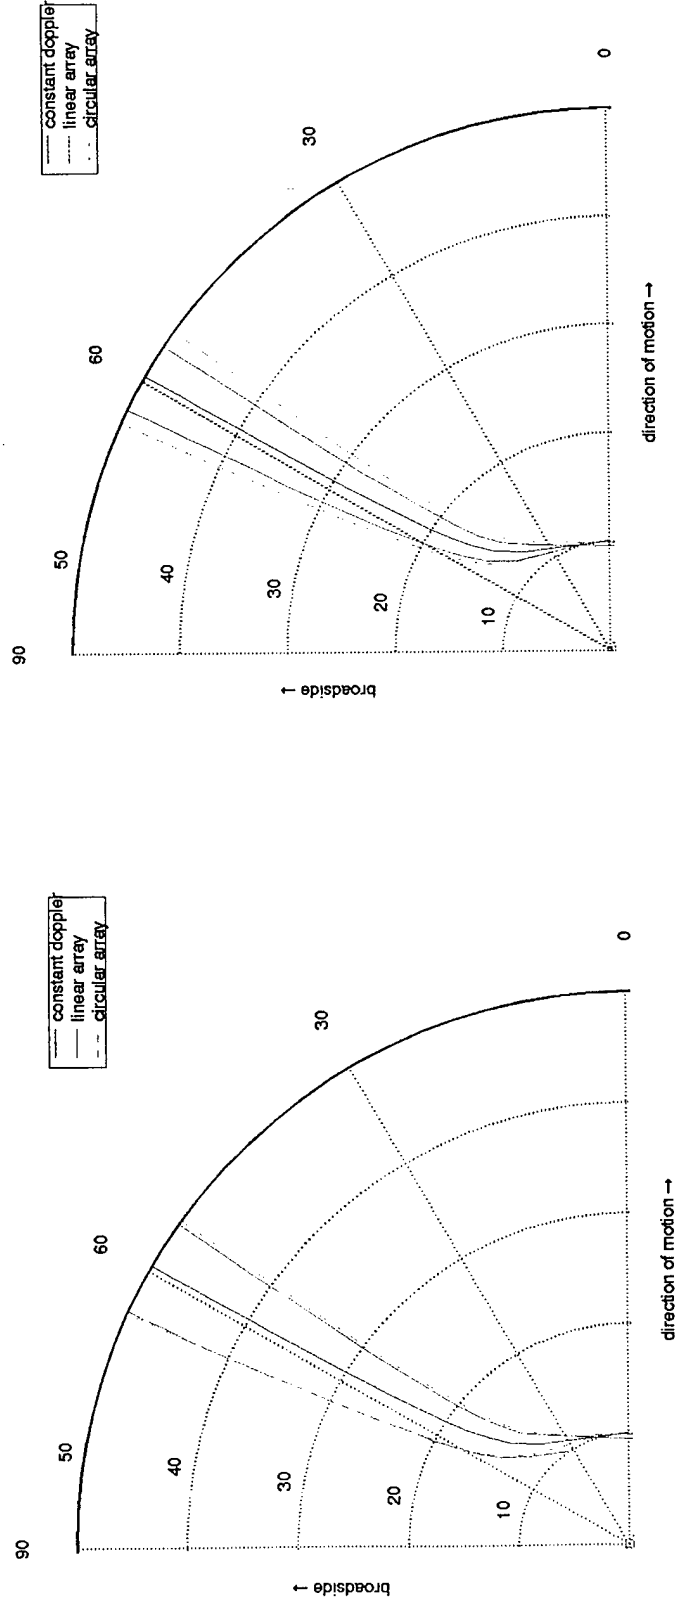 constant doppler
linear array
circular array
0
30
60
90
50
40
30
20
10
direction of motion →
broadside →
constant doppler
linear array
circular array
0
30
60
90
50
40
30
20
10
direction of motion →
broadside →